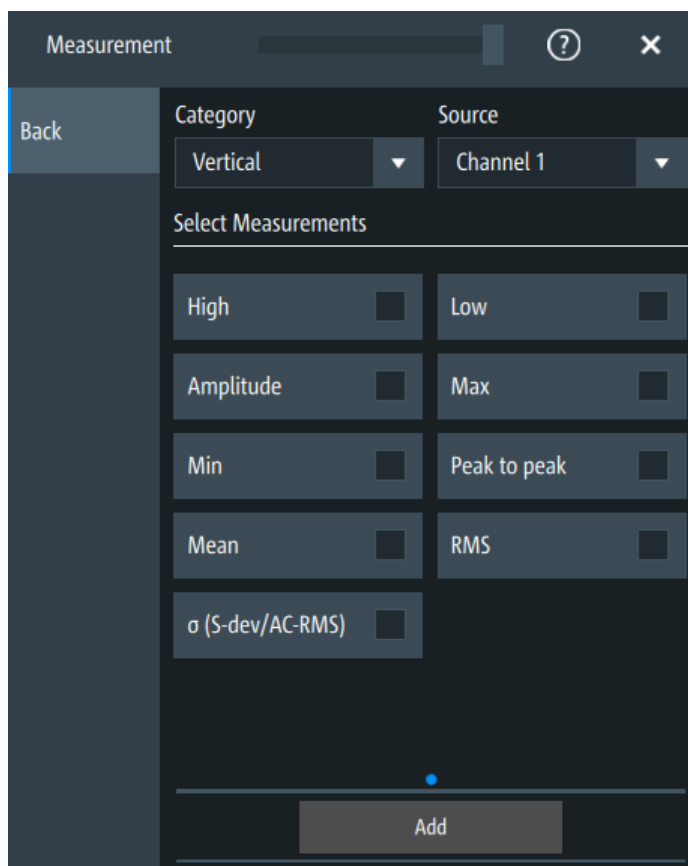 Measurement ? ×
Back
Category Source
Vertical Channel 1
Select Measurements
High Low
Amplitude Max
Min Peak to peak
Mean RMS
σ (S-dev/AC-RMS)
Add